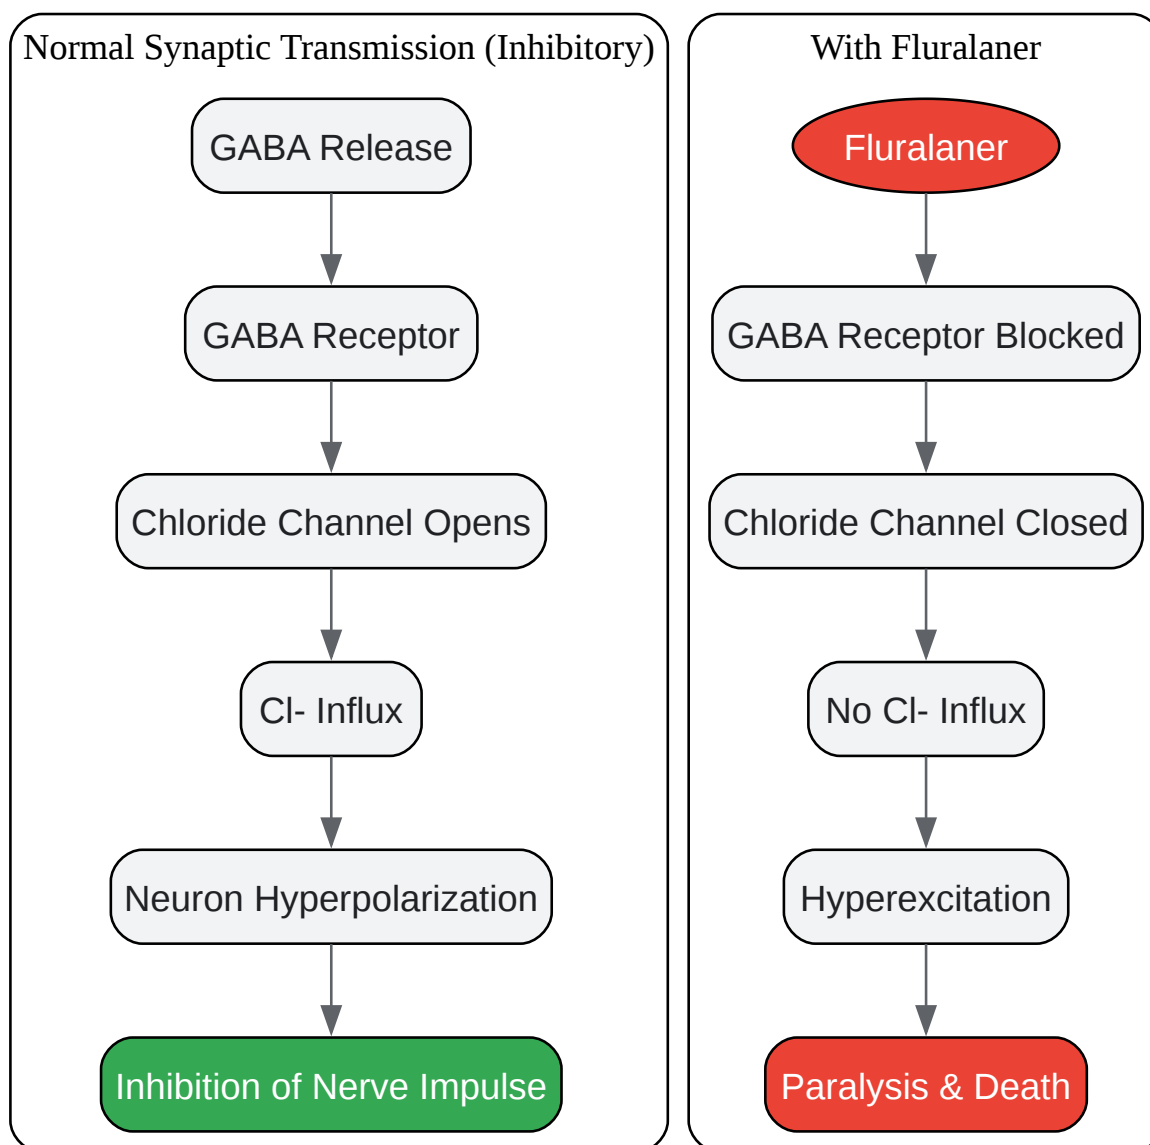 Normal Synaptic Transmission (Inhibitory)
GABA Release
GABA Receptor
Chloride Channel Opens
Cl- Influx
Neuron Hyperpolarization
Inhibition of Nerve Impulse
With Fluralaner
Fluralaner
GABA Receptor Blocked
Chloride Channel Closed
No Cl- Influx
Hyperexcitation
Paralysis & Death